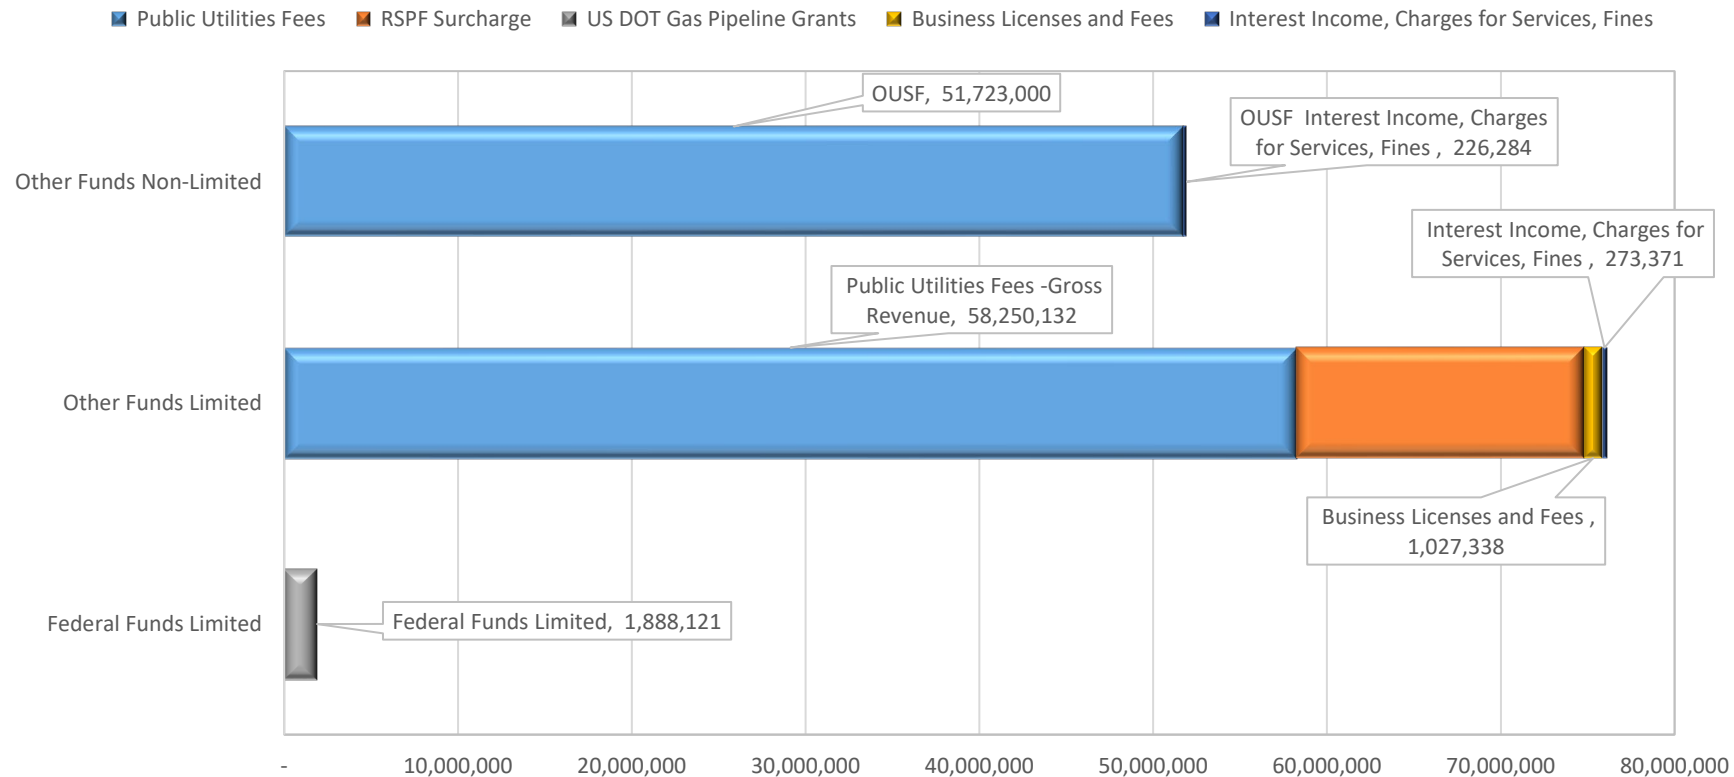 Public Utilities Fees RSPF Surcharge US DOT Gas Pipeline Grants Business Licenses and Fees Interest Income, Charges for Services, Fines
OUSF, 51,723,000
OUSF Interest Income, Charges
for Services, Fines , 226,284
Other Funds Non-Limited
Interest Income, Charges for
Services, Fines , 273,371
Public Utilities Fees -Gross
Revenue, 58,250,132
Other Funds Limited
Business Licenses and Fees ,
1,027,338
Federal Funds Limited
Federal Funds Limited, 1,888,121
- 10,000,000 20,000,000 30,000,000 40,000,000 50,000,000 60,000,000 70,000,000 80,000,000